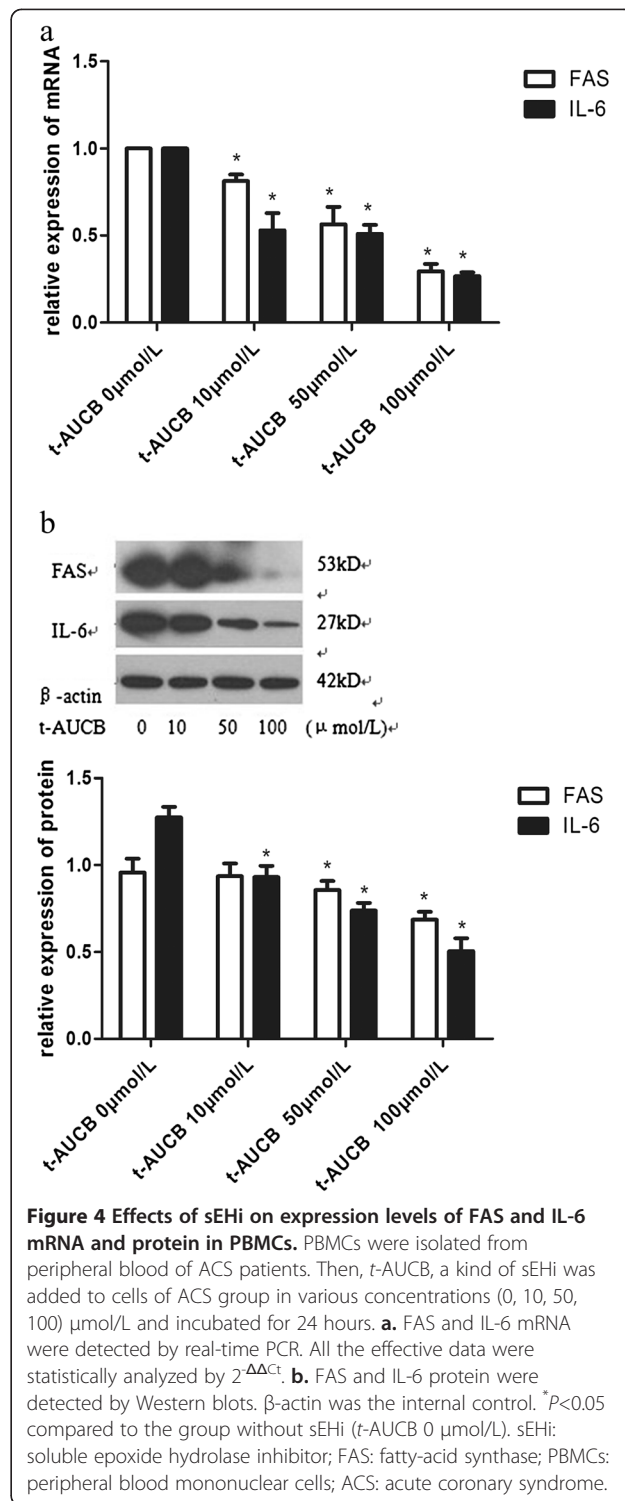 a
1.5
1.0
0.5
0.0
relative expression of mRNA
FAS
IL-6
* * * * * *
t-AUCB 0μmol/L
t-AUCB 10μmol/L
t-AUCB 50μmol/L
t-AUCB 100μmol/L
b
FAS↵ 53kD↵
↵
IL-6↵ 27kD↵
↵
β -actin 42kD↵
↵
t-AUCB 0 10 50 100 (μ mol/L)↵
1.5
1.0
0.5
0.0
relative expression of protein
FAS
IL-6
* * * * *
t-AUCB 0μmol/L
t-AUCB 10μmol/L
t-AUCB 50μmol/L
t-AUCB 100μmol/L
Figure 4 Effects of sEHi on expression levels of FAS and IL-6
mRNA and protein in PBMCs. PBMCs were isolated from
peripheral blood of ACS patients. Then, t-AUCB, a kind of sEHi was
added to cells of ACS group in various concentrations (0, 10, 50,
100) μmol/L and incubated for 24 hours. a. FAS and IL-6 mRNA
were detected by real-time PCR. All the effective data were
statistically analyzed by 2-ΔΔCt. b. FAS and IL-6 protein were
detected by Western blots. β-actin was the internal control. *P<0.05
compared to the group without sEHi (t-AUCB 0 μmol/L). sEHi:
soluble epoxide hydrolase inhibitor; FAS: fatty-acid synthase; PBMCs:
peripheral blood mononuclear cells; ACS: acute coronary syndrome.